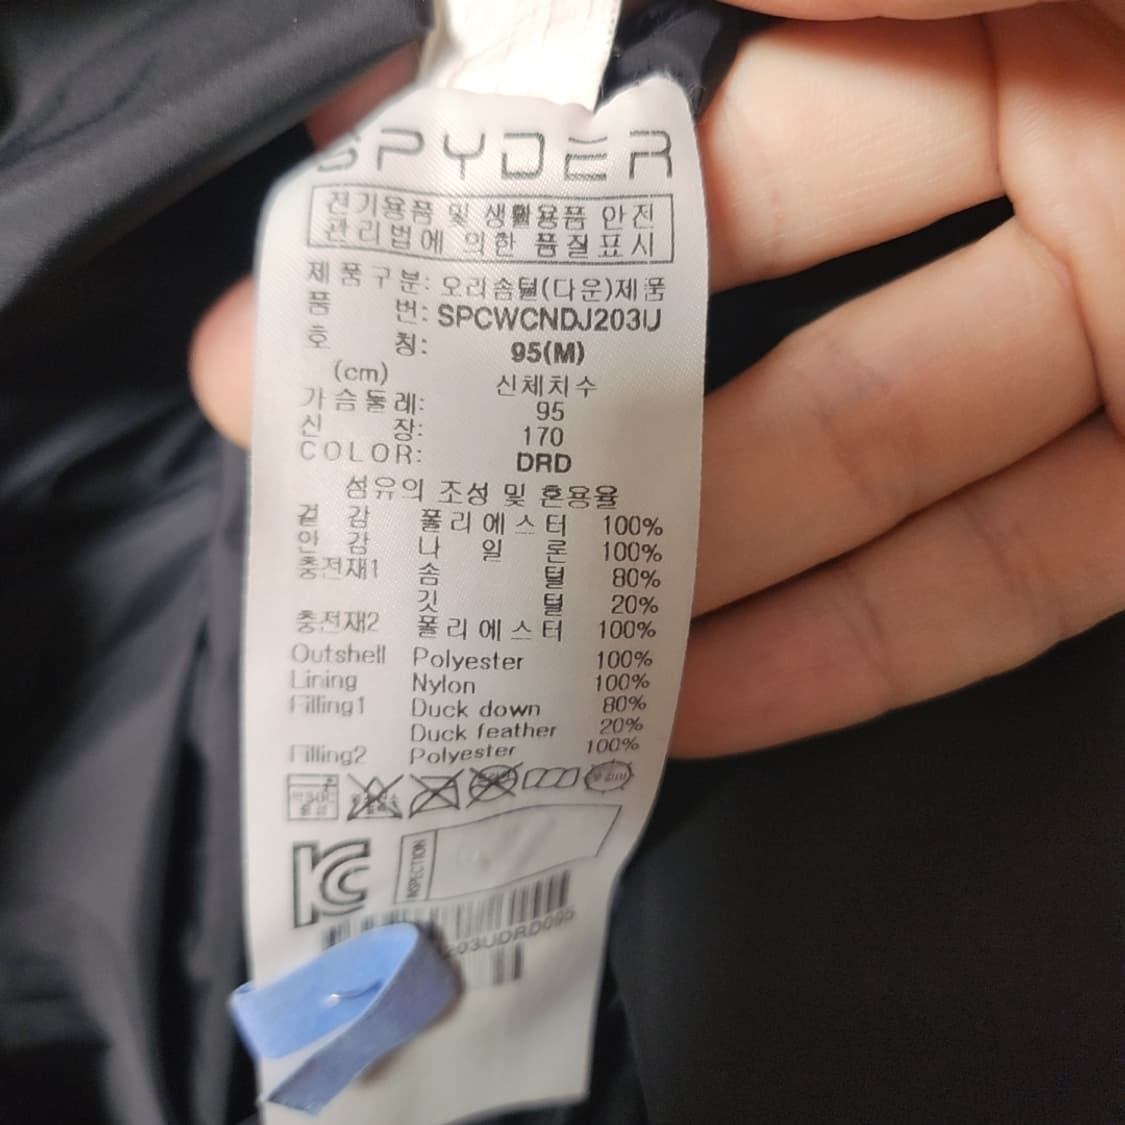 SPYDER
전기용품 및 생활용품 안전
관리법에 의한 품질표시
제품구분: 오리솜털(다운)제품
품 번: SPCWCNDJ203U
호 칭: 95(M)
(cm) 신체치수
가슴둘레: 95
신 장: 170
COLOR: DRD
섬유의 조성 및 혼용율
겉 감 폴리에스터 100%
안 감 나일론 100%
충전재1 솜털 80%
깃털 20%
충전재2 폴리에스터 100%
Outshell Polyester 100%
Lining Nylon 100%
Filling1 Duck down 80%
Duck feather 20%
Filling2 Polyester 100%
INSPECTION
203UDRD095